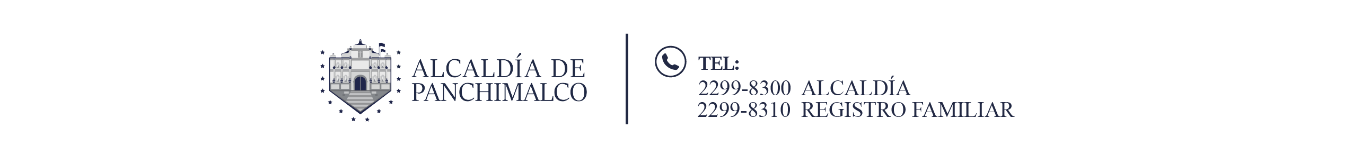 ALCALDÍA DE
PANCHIMALCO
TEL:
2299-8300 ALCALDÍA
2299-8310 REGISTRO FAMILIAR